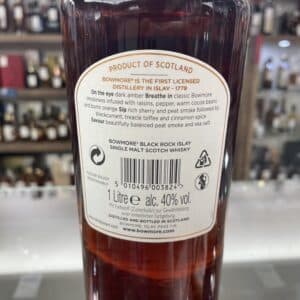 PRODUCT OF SCOTLAND
BOWMORE® IS THE FIRST LICENSED
DISTILLERY IN ISLAY - 1779
On the eye dark amber Breathe in classic Bowmore
smokiness infused with raisins, pepper, warm cocoa beans
and burnt orange Sip rich cherry and peat smoke followed by
blackcurrant, treacle toffee and cinnamon spice
Savour beautifully balanced peat smoke and sea salt
BOWMORE® BLACK ROCK ISLAY
SINGLE MALT SCOTCH WHISKY
5 010496 003824
1 Litre e alc. 40% vol.
DISTILLED AND BOTTLED IN SCOTLAND
BOWMORE, ISLAY
www.bowmore.com